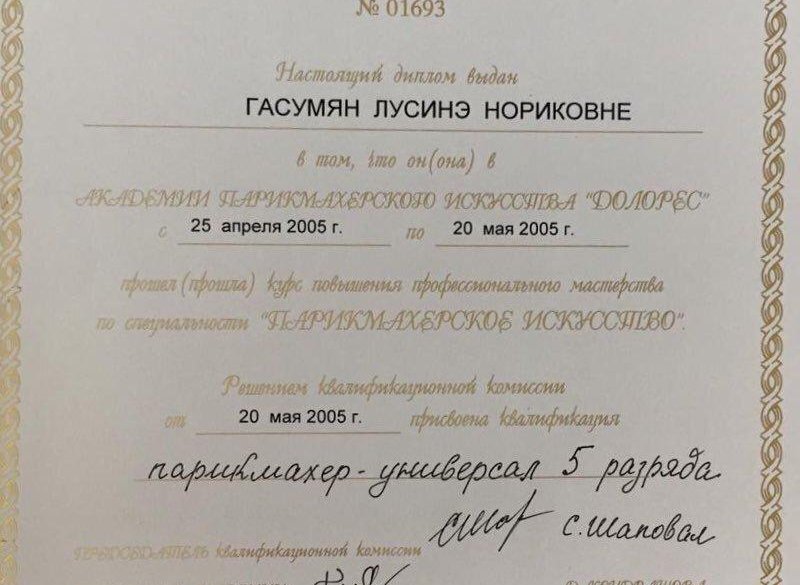 № 01693
Настоящий диплом выдан
ГАСУМЯН ЛУСИНЭ НОРИКОВНЕ
в том, что он(она) в
АКАДЕМИИ ПАРИКМАХЕРСКОГО ИСКУССТВА "ДОЛОРЕС"
с 25 апреля 2005 г. по 20 мая 2005 г.
прошел (прошла) курс повышения профессионального мастерства
по специальности "ПАРИКМАХЕРСКОЕ ИСКУССТВО".
Решением квалификационной комиссии
от 20 мая 2005 г. присвоена квалификация
парикмахер-универсал 5 разряда
С. Шаповал
ПРЕДСЕДАТЕЛЬ квалификационной комиссии